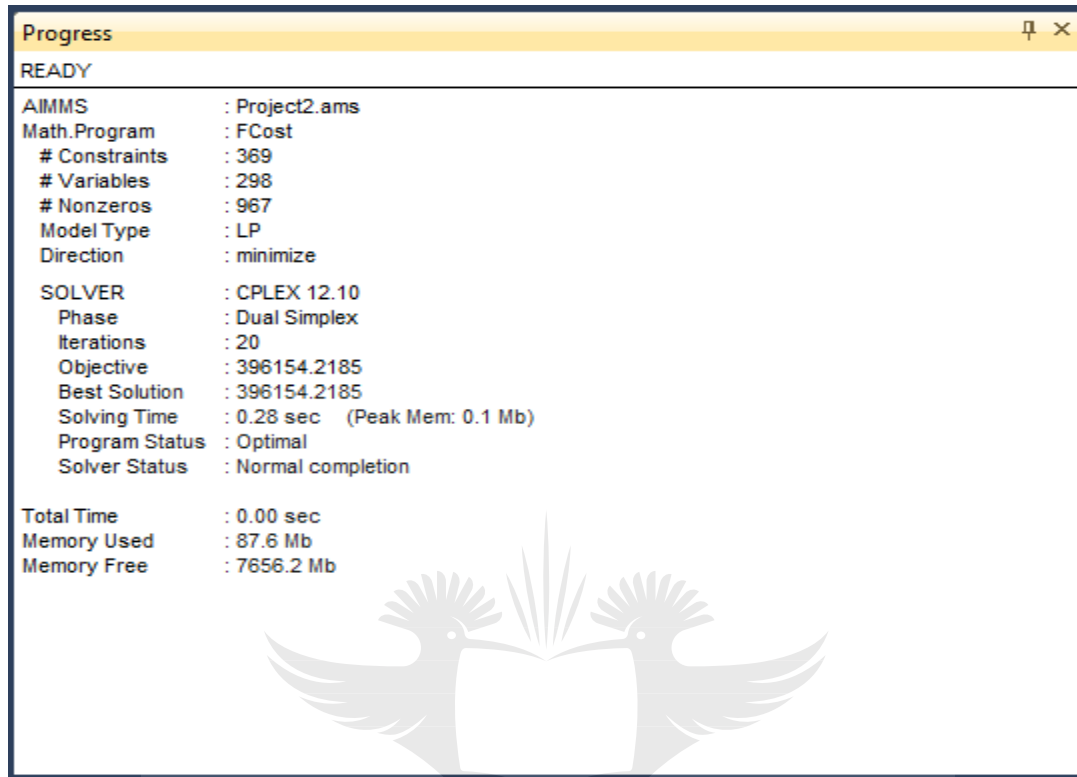 Progress
READY
AIMMS : Project2.ams
Math.Program : FCost
# Constraints : 369
# Variables : 298
# Nonzeros : 967
Model Type : LP
Direction : minimize
SOLVER : CPLEX 12.10
Phase : Dual Simplex
Iterations : 20
Objective : 396154.2185
Best Solution : 396154.2185
Solving Time : 0.28 sec (Peak Mem: 0.1 Mb)
Program Status : Optimal
Solver Status : Normal completion
Total Time : 0.00 sec
Memory Used : 87.6 Mb
Memory Free : 7656.2 Mb